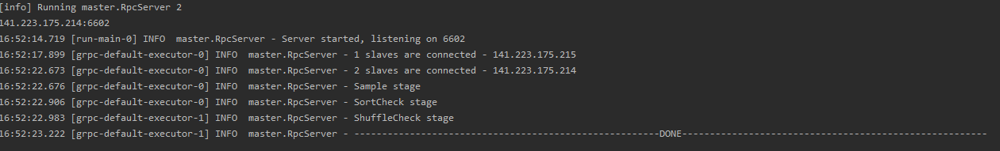 [info] Running master.RpcServer 2
141.223.175.214:6602
16:52:14.719 [run-main-0] INFO  master.RpcServer - Server started, listening on 6602
16:52:17.899 [grpc-default-executor-0] INFO  master.RpcServer - 1 slaves are connected - 141.223.175.215
16:52:22.673 [grpc-default-executor-0] INFO  master.RpcServer - 2 slaves are connected - 141.223.175.214
16:52:22.676 [grpc-default-executor-0] INFO  master.RpcServer - Sample stage
16:52:22.906 [grpc-default-executor-0] INFO  master.RpcServer - SortCheck stage
16:52:22.983 [grpc-default-executor-1] INFO  master.RpcServer - ShuffleCheck stage
16:52:23.222 [grpc-default-executor-1] INFO  master.RpcServer - -------------------------------------------------------DONE-------------------------------------------------------